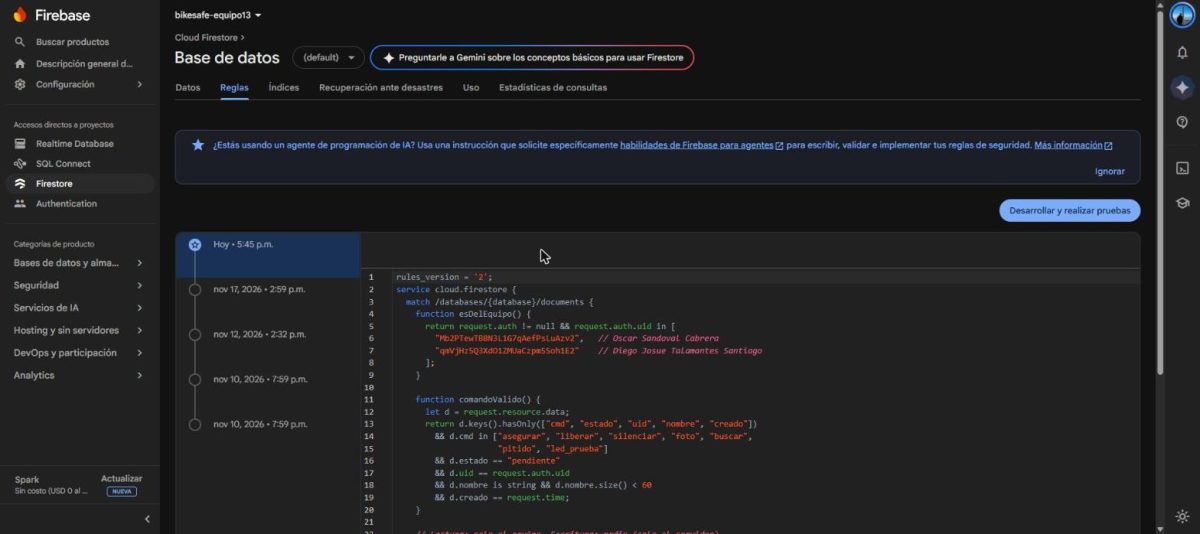 Firebase
Buscar productos
Descripción general d...
Configuración
Accesos directos a proyectos
Realtime Database
SQL Connect
Firestore
Authentication
Categorías de producto
Bases de datos y alma...
Seguridad
Servicios de IA
Hosting y sin servidores
DevOps y participación
Analytics
Spark
Sin costo (USD 0 al ...
Actualizar
NUEVA
bikesafe-equipo13
Cloud Firestore
Base de datos
(default)
Preguntarle a Gemini sobre los conceptos básicos para usar Firestore
Datos
Reglas
Índices
Recuperación ante desastres
Uso
Estadísticas de consultas
¿Estás usando un agente de programación de IA? Usa una instrucción que solicite específicamente habilidades de Firebase para agentes para escribir, validar e implementar tus reglas de seguridad. Más información
Ignorar
Desarrollar y realizar pruebas
Hoy • 5:45 p.m.
nov 17, 2026 • 2:59 p.m.
nov 12, 2026 • 2:32 p.m.
nov 10, 2026 • 7:59 p.m.
nov 10, 2026 • 7:59 p.m.
1 rules_version = '2';
2 service cloud.firestore {
3 match /databases/{database}/documents {
4 function esDelEquipo() {
5 return request.auth != null && request.auth.uid in [
6 // Oscar Sandoval Cabrera
7 // Diego Josue Talamantes Santiago
8 ];
9 }
10
11 function comandoValido() {
12 let d = request.resource.data;
13 return d.keys().hasOnly(["cmd", "estado", "uid", "nombre", "creado"])
14 && d.cmd in ["asegurar", "liberar", "silenciar", "foto", "buscar",
15 "pitido", "led_prueba"]
16 && d.estado == "pendiente"
17 && d.uid == request.auth.uid
18 && d.nombre is string && d.nombre.size() < 60
19 && d.creado == request.time;
20 }
21